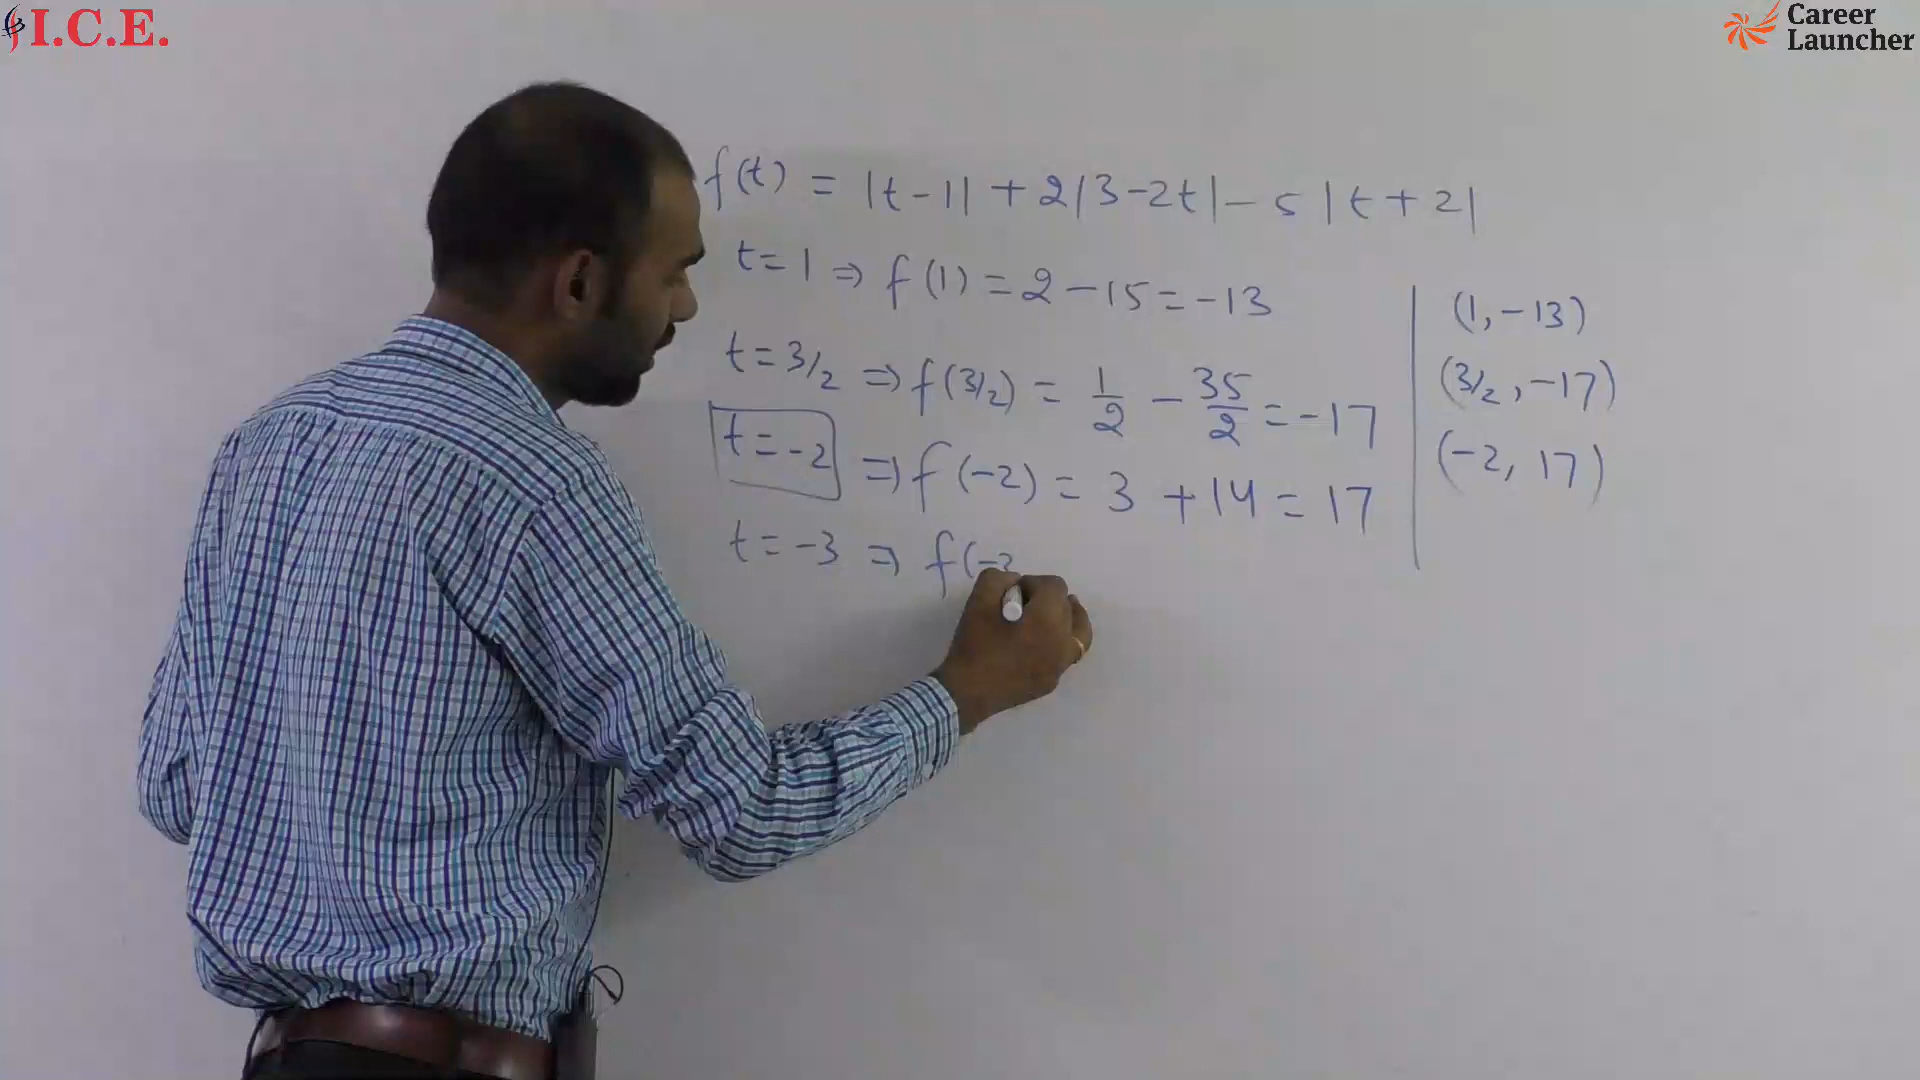 I.C.E.
Career
Launcher
f(t) = |t-1| + 2|3-2t| - 5|t+2|
t=1 ⇒ f(1) = 2 - 15 = -13
t=3/2 ⇒ f(3/2) = 1/2 - 35/2 = -17
t=-2 ⇒ f(-2) = 3 + 14 = 17
t=-3 ⇒ f(-3
(1, -13)
(3/2, -17)
(-2, 17)